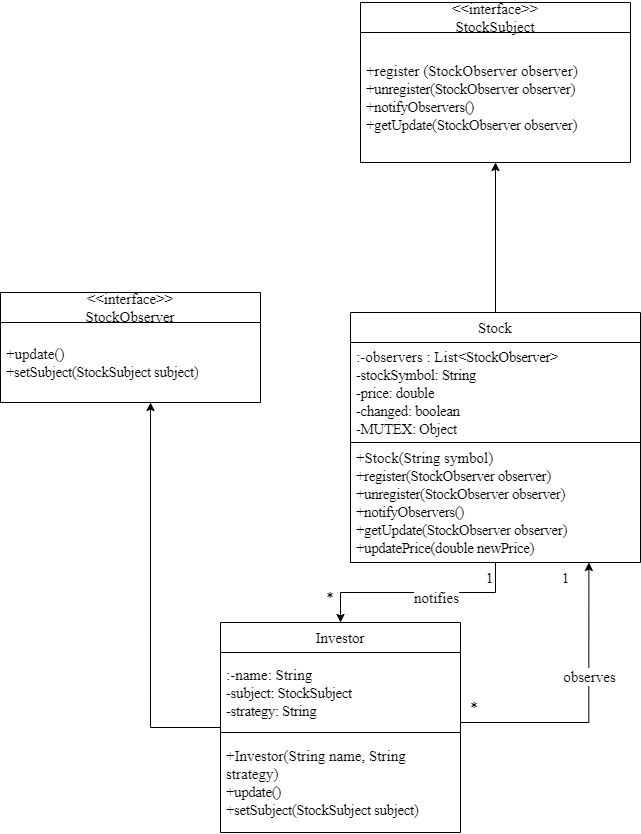 <<interface>>
StockSubject
+register (StockObserver observer)
+unregister(StockObserver observer)
+notifyObservers()
+getUpdate(StockObserver observer)
<<interface>>
StockObserver
+update()
+setSubject(StockSubject subject)
Stock
:-observers : List<StockObserver>
-stockSymbol: String
-price: double
-changed: boolean
-MUTEX: Object
+Stock(String symbol)
+register(StockObserver observer)
+unregister(StockObserver observer)
+notifyObservers()
+getUpdate(StockObserver observer)
+updatePrice(double newPrice)
1
1
*
notifies
Investor
:-name: String
-subject: StockSubject
-strategy: String
observes
*
+Investor(String name, String
strategy)
+update()
+setSubject(StockSubject subject)